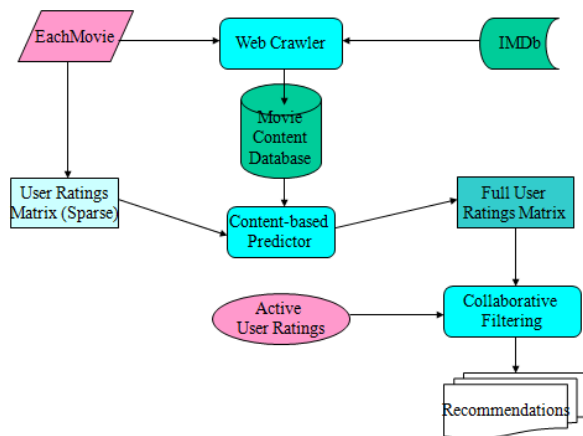 EachMovie
Web Crawler
IMDb
Movie
Content
Database
User Ratings
Matrix (Sparse)
Content-based
Predictor
Full User
Ratings Matrix
Active
User Ratings
Collaborative
Filtering
Recommendations